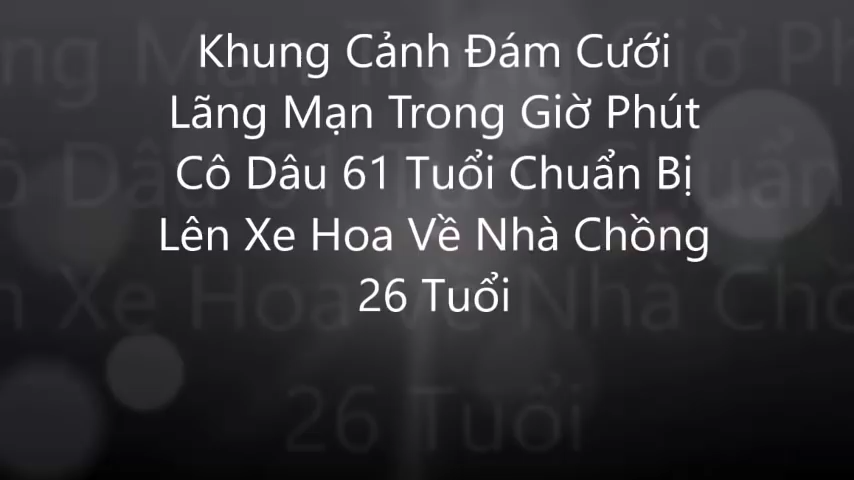 Khung Cảnh Đám Cưới
Lãng Mạn Trong Giờ Phút
Cô Dâu 61 Tuổi Chuẩn Bị
Lên Xe Hoa Về Nhà Chồng
26 Tuổi